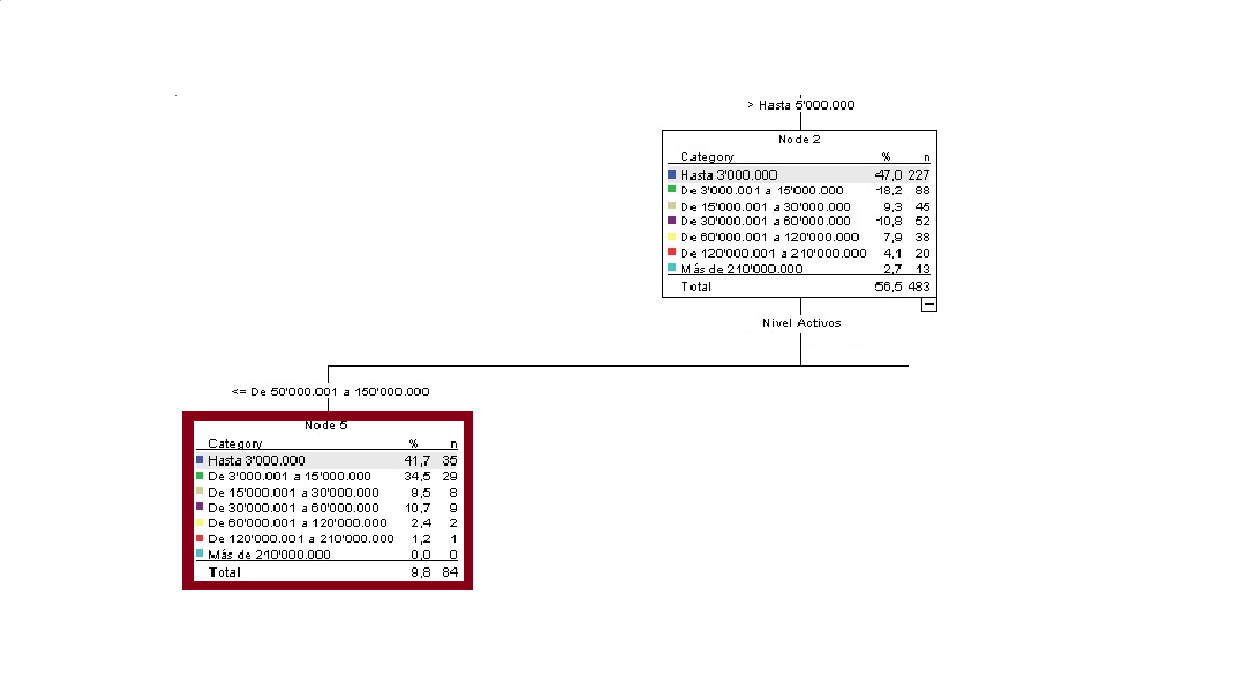 > Hasta 5'000.000
Node 2
Category % n
Hasta 3'000.000 47,0 227
De 3'000.001 a 15'000.000 18,2 88
De 15'000.001 a 30'000.000 9,3 45
De 30'000.001 a 60'000.000 10,8 52
De 60'000.001 a 120'000.000 7,9 38
De 120'000.001 a 210'000.000 4,1 20
Más de 210'000.000 2,7 13
Total 56,5 483
Nivel Activos
<= De 50'000.001 a 150'000.000
Node 5
Category % n
Hasta 3'000.000 41,7 35
De 3'000.001 a 15'000.000 34,5 29
De 15'000.001 a 30'000.000 9,5 8
De 30'000.001 a 60'000.000 10,7 9
De 60'000.001 a 120'000.000 2,4 2
De 120'000.001 a 210'000.000 1,2 1
Más de 210'000.000 0,0 0
Total 9,8 84